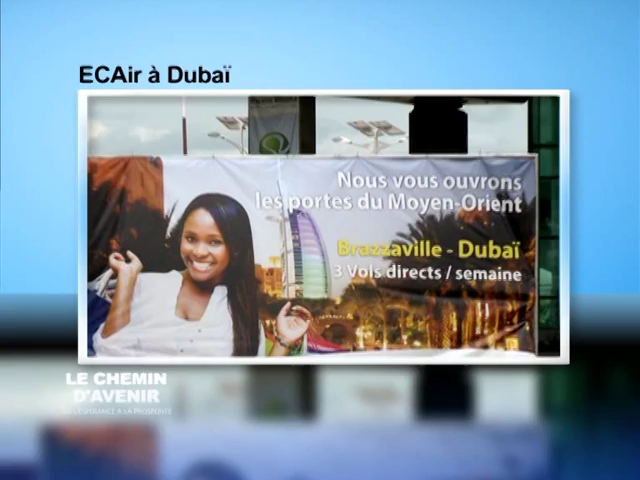 ECAir à Dubaï
Nous vous ouvrons
les portes du Moyen-Orient
Brazzaville - Dubaï
3 Vols directs / semaine
LE CHEMIN
D'AVENIR